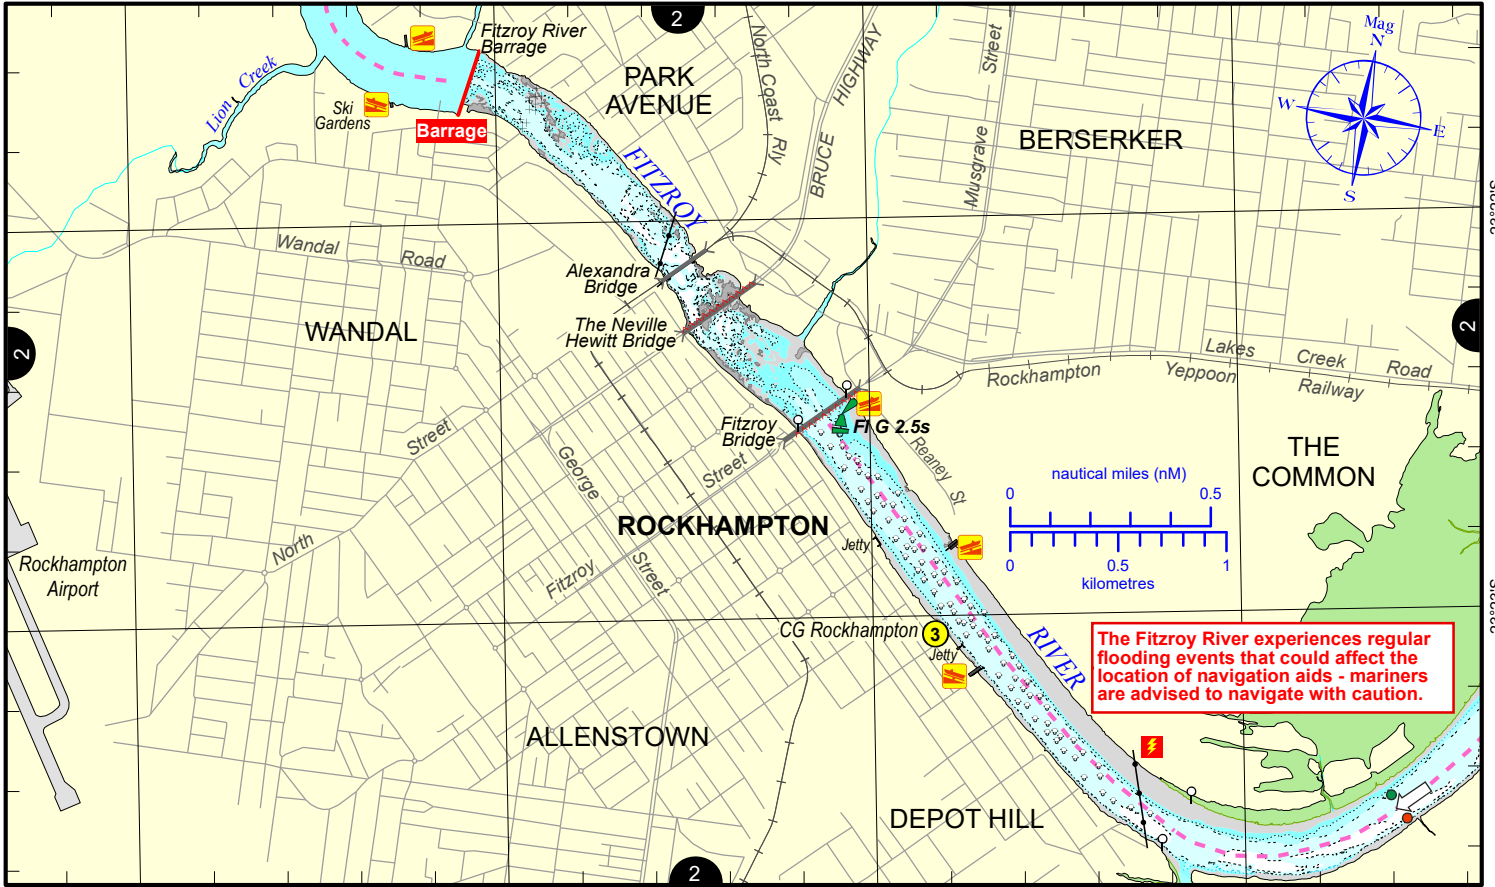 2
Fitzroy River
Barrage
Lion Creek
Ski
Gardens
Barrage
PARK
AVENUE
North Coast Rly
BRUCE HIGHWAY
Musgrave Street
BERSERKER
Mag
N
W
E
S
FITZROY
Wandal Road
Alexandra
Bridge
WANDAL
The Neville
Hewitt Bridge
2
2
Lakes Creek Road
Rockhampton Yeppoon Railway
Fitzroy
Bridge
Fl G 2.5s
Reaney St
THE
COMMON
North Street
George Street
Fitzroy Street
ROCKHAMPTON
nautical miles (nM)
0
0.5
0
0.5
1
kilometres
Jetty
Rockhampton
Airport
CG Rockhampton
3
Jetty
RIVER
The Fitzroy River experiences regular
flooding events that could affect the
location of navigation aids - mariners
are advised to navigate with caution.
ALLENSTOWN
DEPOT HILL
2